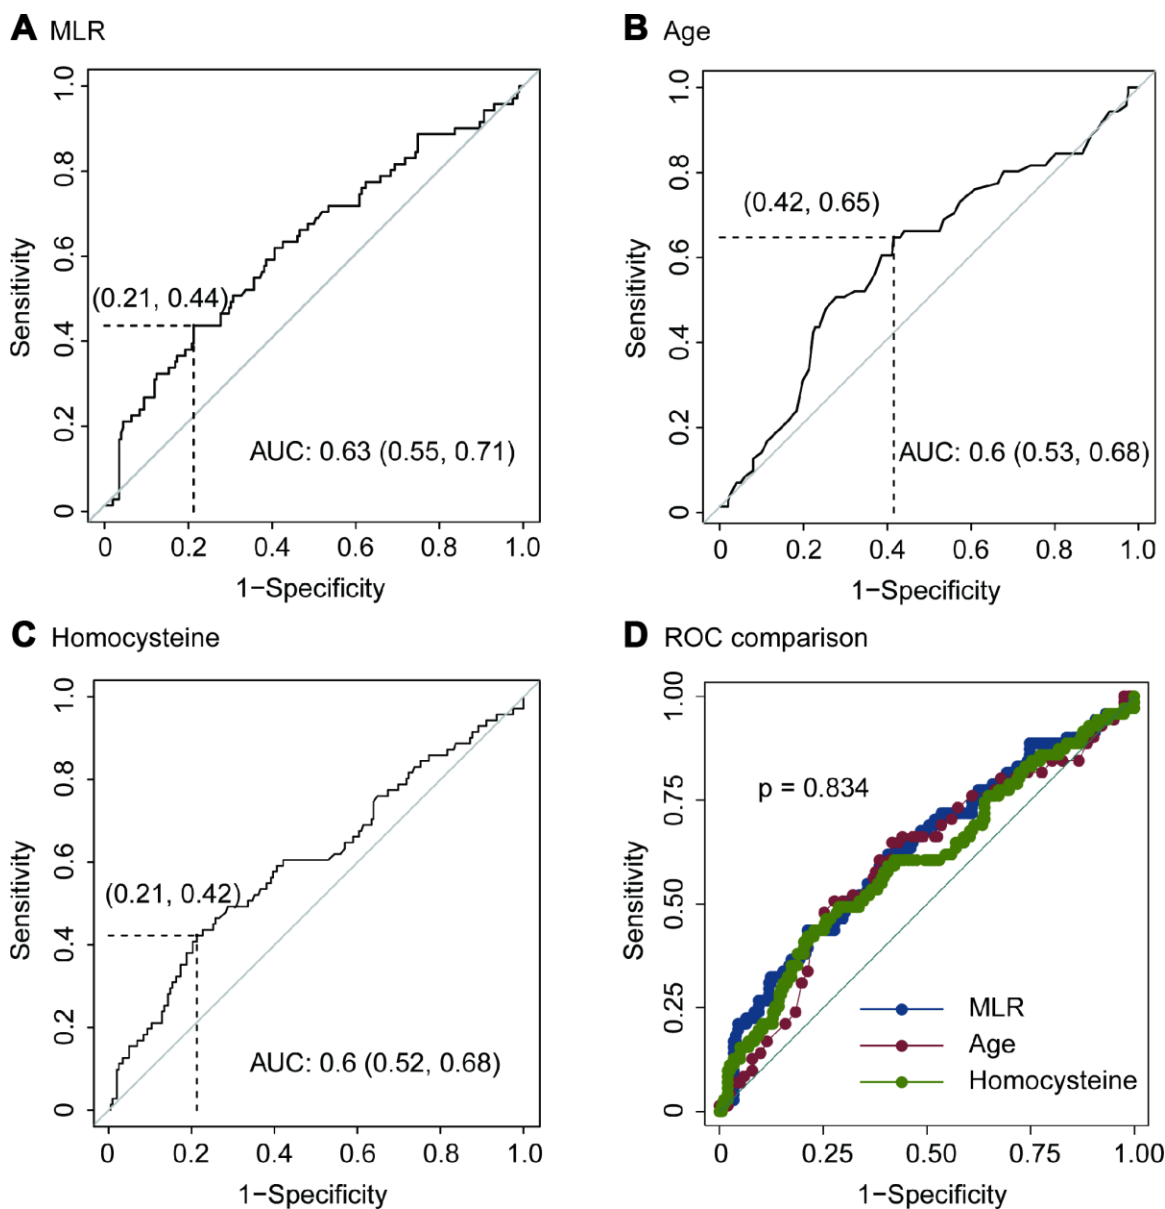 A MLR
1.0
0.8
0.6
0.4
0.2
0
Sensitivity
(0.21, 0.44)
AUC: 0.63 (0.55, 0.71)
0 0.2 0.4 0.6 0.8 1.0
1−Specificity
B Age
1.0
0.8
0.6
0.4
0.2
0
Sensitivity
(0.42, 0.65)
AUC: 0.6 (0.53, 0.68)
0 0.2 0.4 0.6 0.8 1.0
1−Specificity
C Homocysteine
1.0
0.8
0.6
0.4
0.2
0
Sensitivity
(0.21, 0.42)
AUC: 0.6 (0.52, 0.68)
0 0.2 0.4 0.6 0.8 1.0
1−Specificity
D ROC comparison
1.00
0.75
0.50
0.25
0
Sensitivity
p = 0.834
MLR
Age
Homocysteine
0 0.25 0.50 0.75 1.00
1−Specificity